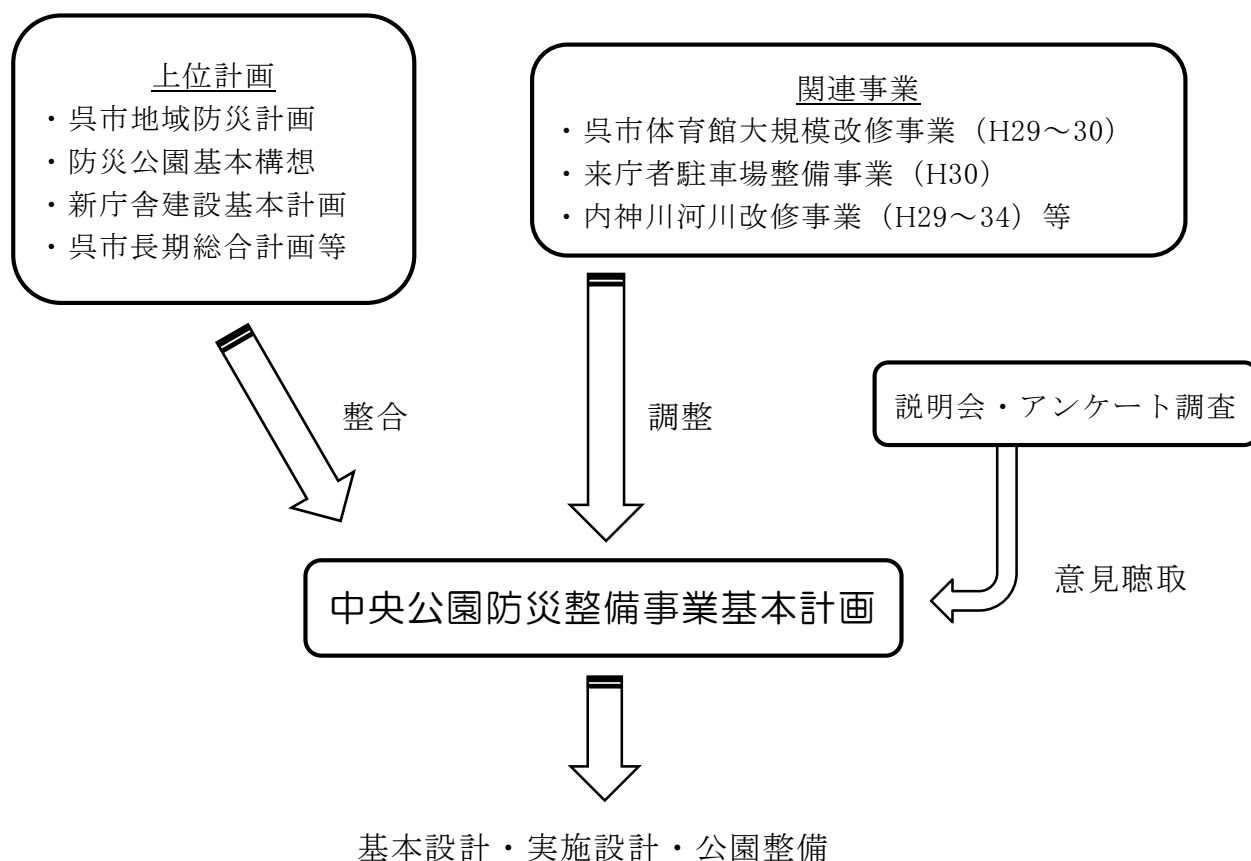 上位計画
・呉市地域防災計画
・防災公園基本構想
・新庁舎建設基本計画
・呉市長期総合計画等
関連事業
・呉市体育館大規模改修事業（H29～30）
・来庁者駐車場整備事業（H30）
・内神川河川改修事業（H29～34）等
整合
調整
説明会・アンケート調査
意見聴取
中央公園防災整備事業基本計画
基本設計・実施設計・公園整備